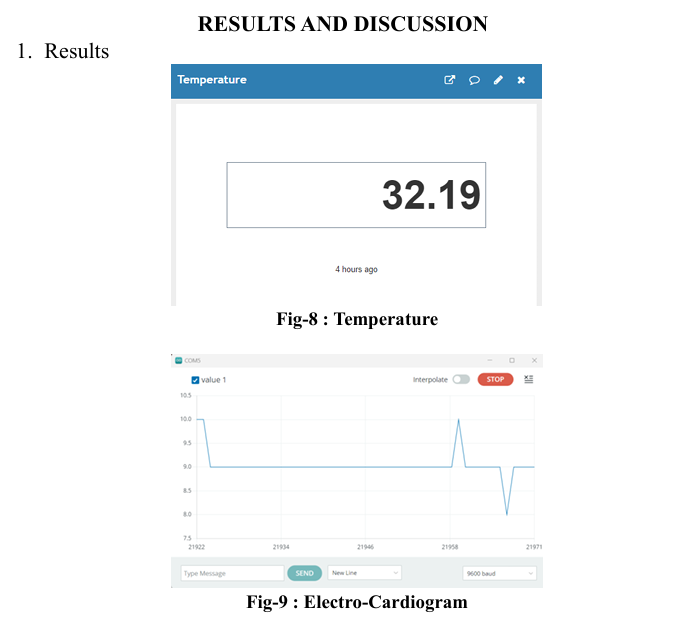 RESULTS AND DISCUSSION
1. Results
Temperature
32.19
4 hours ago
Fig-8 : Temperature
COM5
value 1
Interpolate
STOP
10.5
10.0
9.5
9.0
8.5
8.0
7.5
21922
21934
21946
21958
21971
Type Message
SEND
New Line
9600 baud
Fig-9 : Electro-Cardiogram